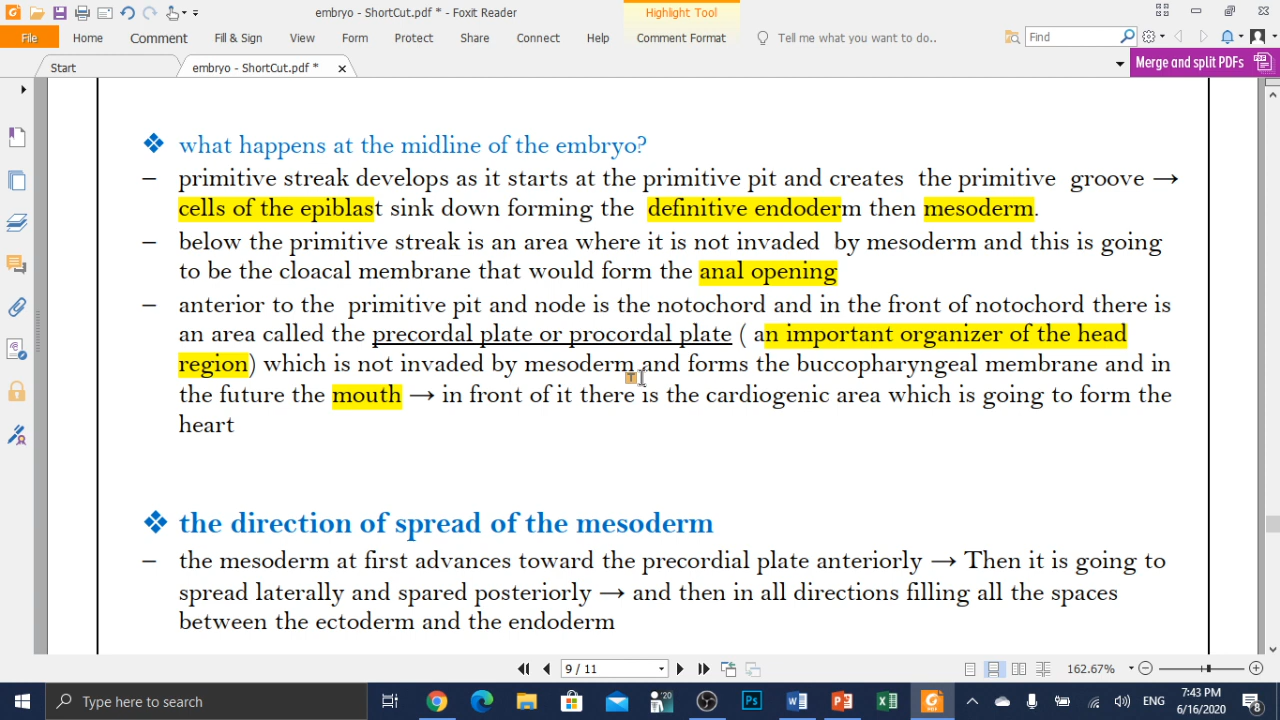 embryo - ShortCut.pdf * - Foxit Reader
Highlight Tool
File
Home
Comment
Fill & Sign
View
Form
Protect
Share
Connect
Help
Comment Format
Tell me what you want to do..
Find
Start
embryo - ShortCut.pdf *
Merge and split PDFs
❖ what happens at the midline of the embryo?
– primitive streak develops as it starts at the primitive pit and creates the primitive groove →
cells of the epiblast sink down forming the definitive endoderm then mesoderm.
– below the primitive streak is an area where it is not invaded by mesoderm and this is going
to be the cloacal membrane that would form the anal opening
– anterior to the primitive pit and node is the notochord and in the front of notochord there is
an area called the precordal plate or procordal plate ( an important organizer of the head
region) which is not invaded by mesoderm and forms the buccopharyngeal membrane and in
the future the mouth → in front of it there is the cardiogenic area which is going to form the
heart
❖ the direction of spread of the mesoderm
– the mesoderm at first advances toward the precordial plate anteriorly → Then it is going to
spread laterally and spared posteriorly → and then in all directions filling all the spaces
between the ectoderm and the endoderm
9 / 11
162.67%
Type here to search
ENG
7:43 PM
6/16/2020
8